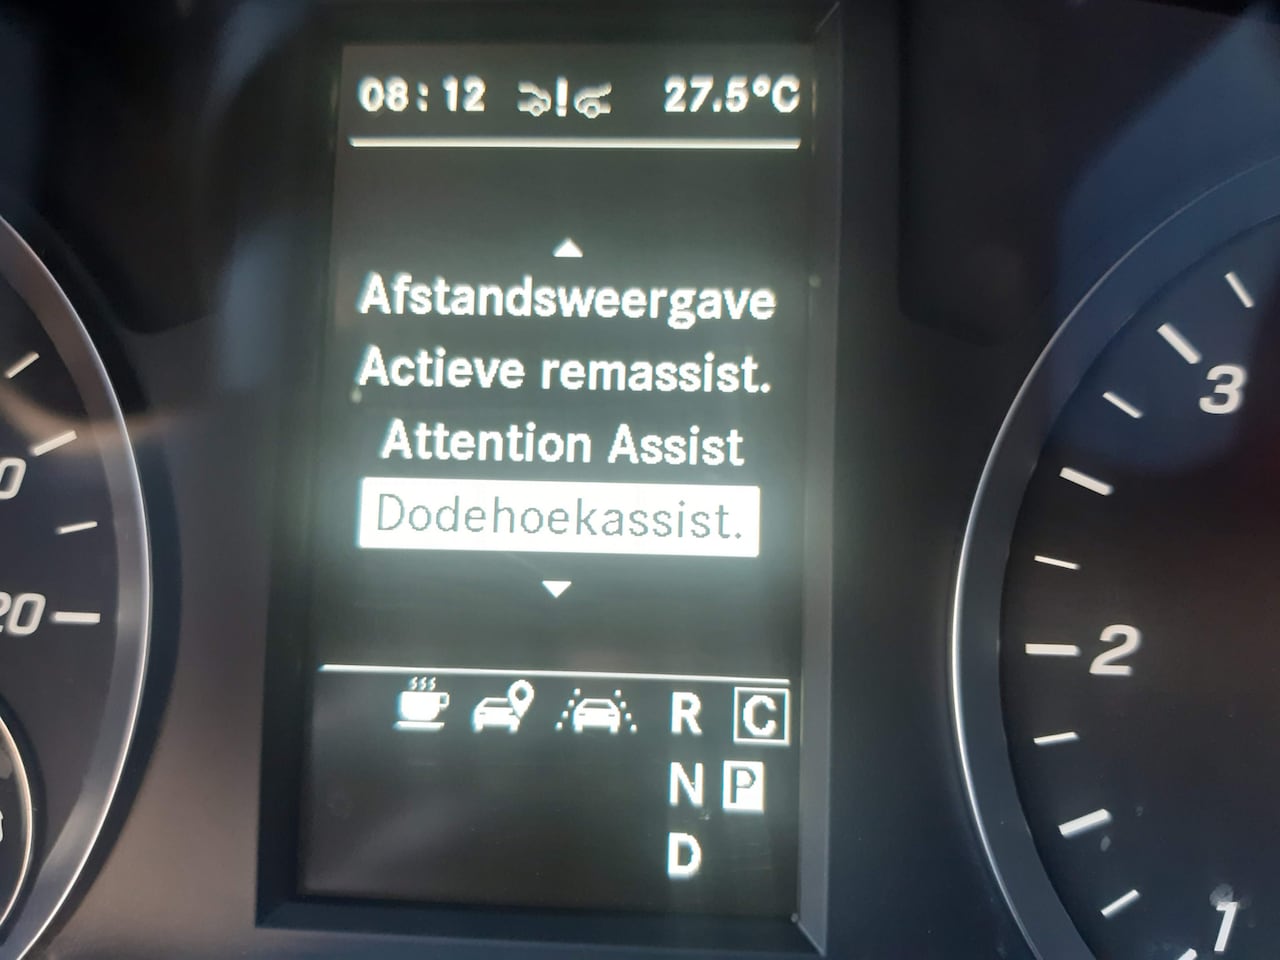 08:12 27.5°C
Afstandsweergave
Actieve remassist.
Attention Assist
Dodehoekassist.
R C
N P
D
3
2
1
20